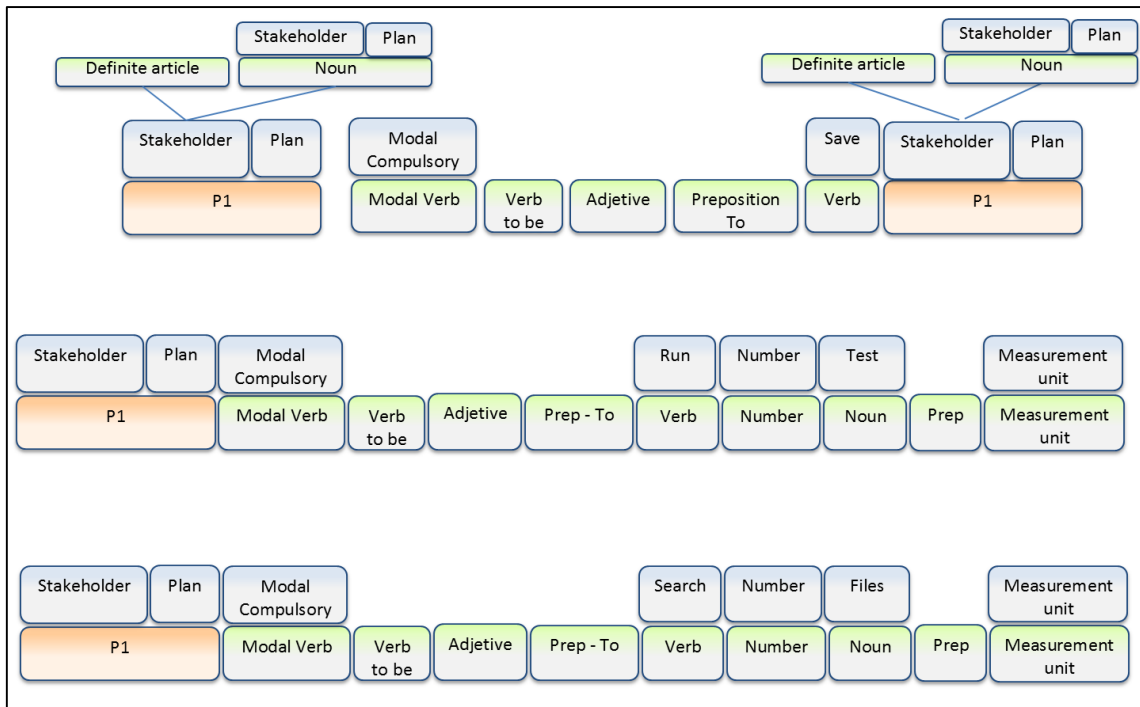 Stakeholder Plan
Definite article Noun
Stakeholder Plan
P1
Modal
Compulsory
Modal Verb
Verb
to be
Adjetive
Preposition
To
Save
Verb
Stakeholder Plan
Definite article Noun
Stakeholder Plan
P1
Stakeholder Plan
P1
Modal
Compulsory
Modal Verb
Verb
to be
Adjetive
Prep - To
Run
Verb
Number
Number
Test
Noun
Prep
Measurement
unit
Measurement
unit
Stakeholder Plan
P1
Modal
Compulsory
Modal Verb
Verb
to be
Adjetive
Prep - To
Search
Verb
Number
Number
Files
Noun
Prep
Measurement
unit
Measurement
unit